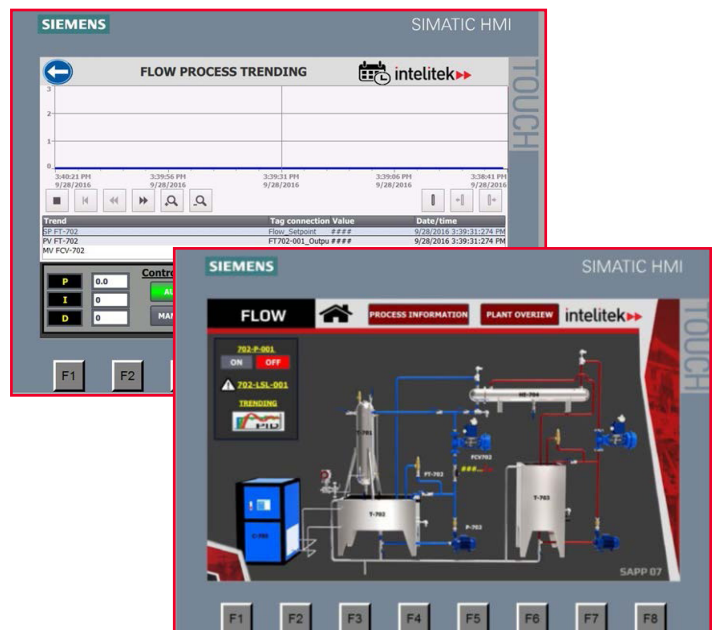 SIEMENS
SIMATIC HMI
TOUCH
FLOW PROCESS TRENDING
intelitek
3
2
1
0
3:40:21 PM 3:39:56 PM 3:39:31 PM 3:39:06 PM 3:38:41 PM
9/28/2016 9/28/2016 9/28/2016 9/28/2016 9/28/2016
Trend Tag connection Value Date/time
SP FT-702 Flow_Setpoint #### 9/28/2016 3:39:31:274 PM
PV FT-702 FT702-001_Outpu #### 9/28/2016 3:39:31:274 PM
MV FCV-702
P 0.0
I 0
D 0
F1 F2
SIEMENS
SIMATIC HMI
TOUCH
FLOW
PROCESS INFORMATION
PLANT OVERIEW
intelitek
702-P-001
ON OFF
702-LSL-001
TRENDING
PID
T-701
HE-704
FCV702
FT-702
T-702
T-703
P-702
SAPP 07
F1 F2 F3 F4 F5 F6 F7 F8